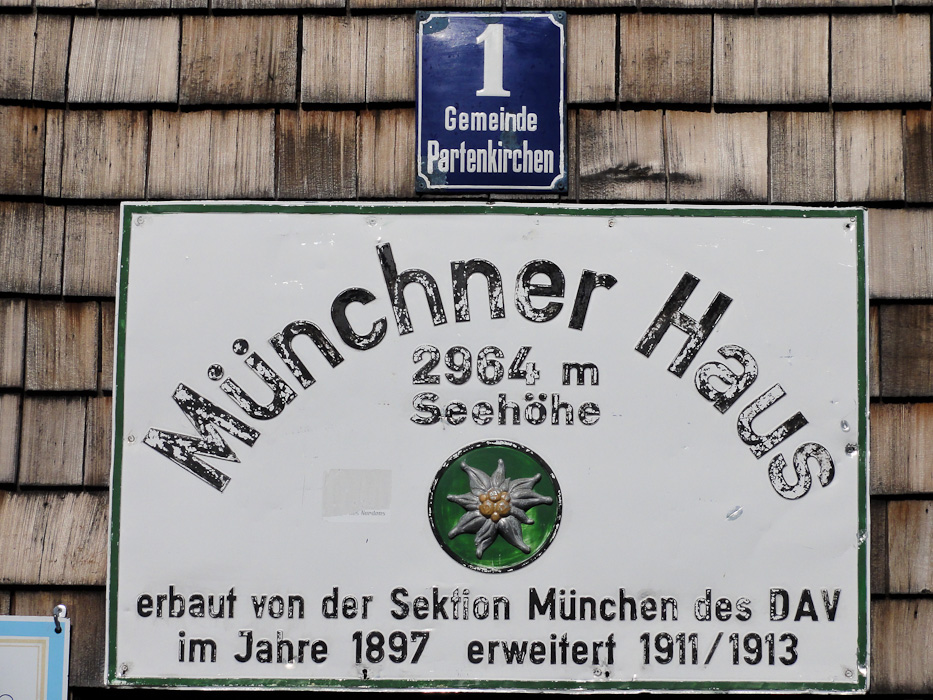 1
Gemeinde
Partenkirchen
Münchner Haus
2964 m
Seehöhe
erbaut von der Sektion München des DAV
im Jahre 1897 erweitert 1911/1913